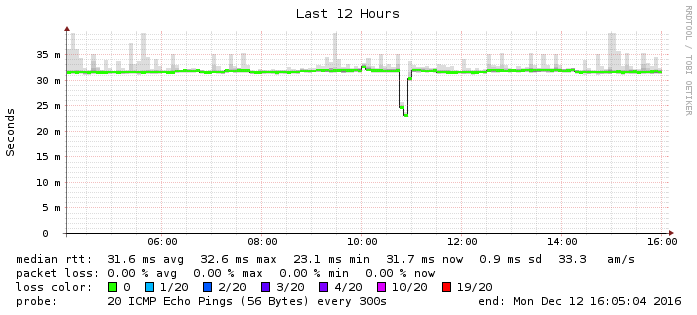 Last 12 Hours
RRDTOOL / TOBI OETIKER
Seconds
35 m
30 m
25 m
20 m
15 m
10 m
5 m
0
06:00 08:00 10:00 12:00 14:00 16:00
median rtt: 31.6 ms avg 32.6 ms max 23.1 ms min 31.7 ms now 0.9 ms sd 33.3 am/s
packet loss: 0.00 % avg 0.00 % max 0.00 % min 0.00 % now
loss color: 0 1/20 2/20 3/20 4/20 10/20 19/20
probe: 20 ICMP Echo Pings (56 Bytes) every 300s end: Mon Dec 12 16:05:04 2016